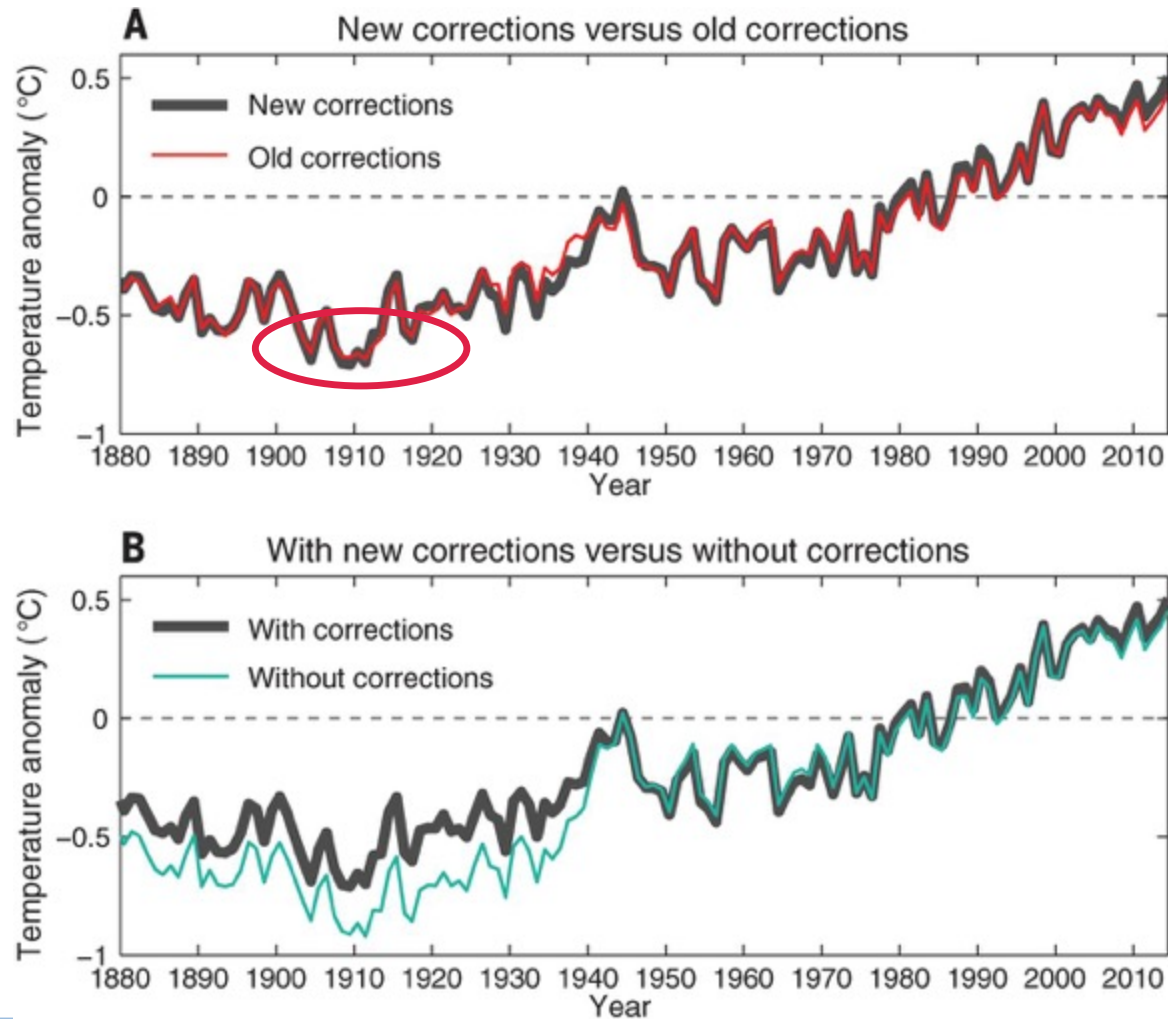 A
New corrections versus old corrections
Temperature anomaly (°C)
0.5
0
−0.5
−1
New corrections
Old corrections
1880 1890 1900 1910 1920 1930 1940 1950 1960 1970 1980 1990 2000 2010
Year
B
With new corrections versus without corrections
Temperature anomaly (°C)
0.5
0
−0.5
−1
With corrections
Without corrections
1880 1890 1900 1910 1920 1930 1940 1950 1960 1970 1980 1990 2000 2010
Year